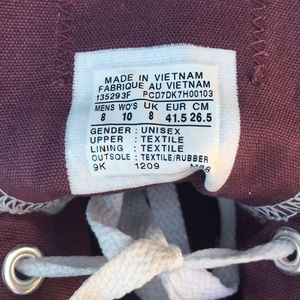 MADE IN VIETNAM
FABRIQUE AU VIETNAM
135293F PCD7DK7H00103
MENS WO'S UK EUR CM
8 10 8 41.5 26.5
GENDER : UNISEX
UPPER : TEXTILE
LINING : TEXTILE
OUTSOLE : TEXTILE/RUBBER
9K 1209